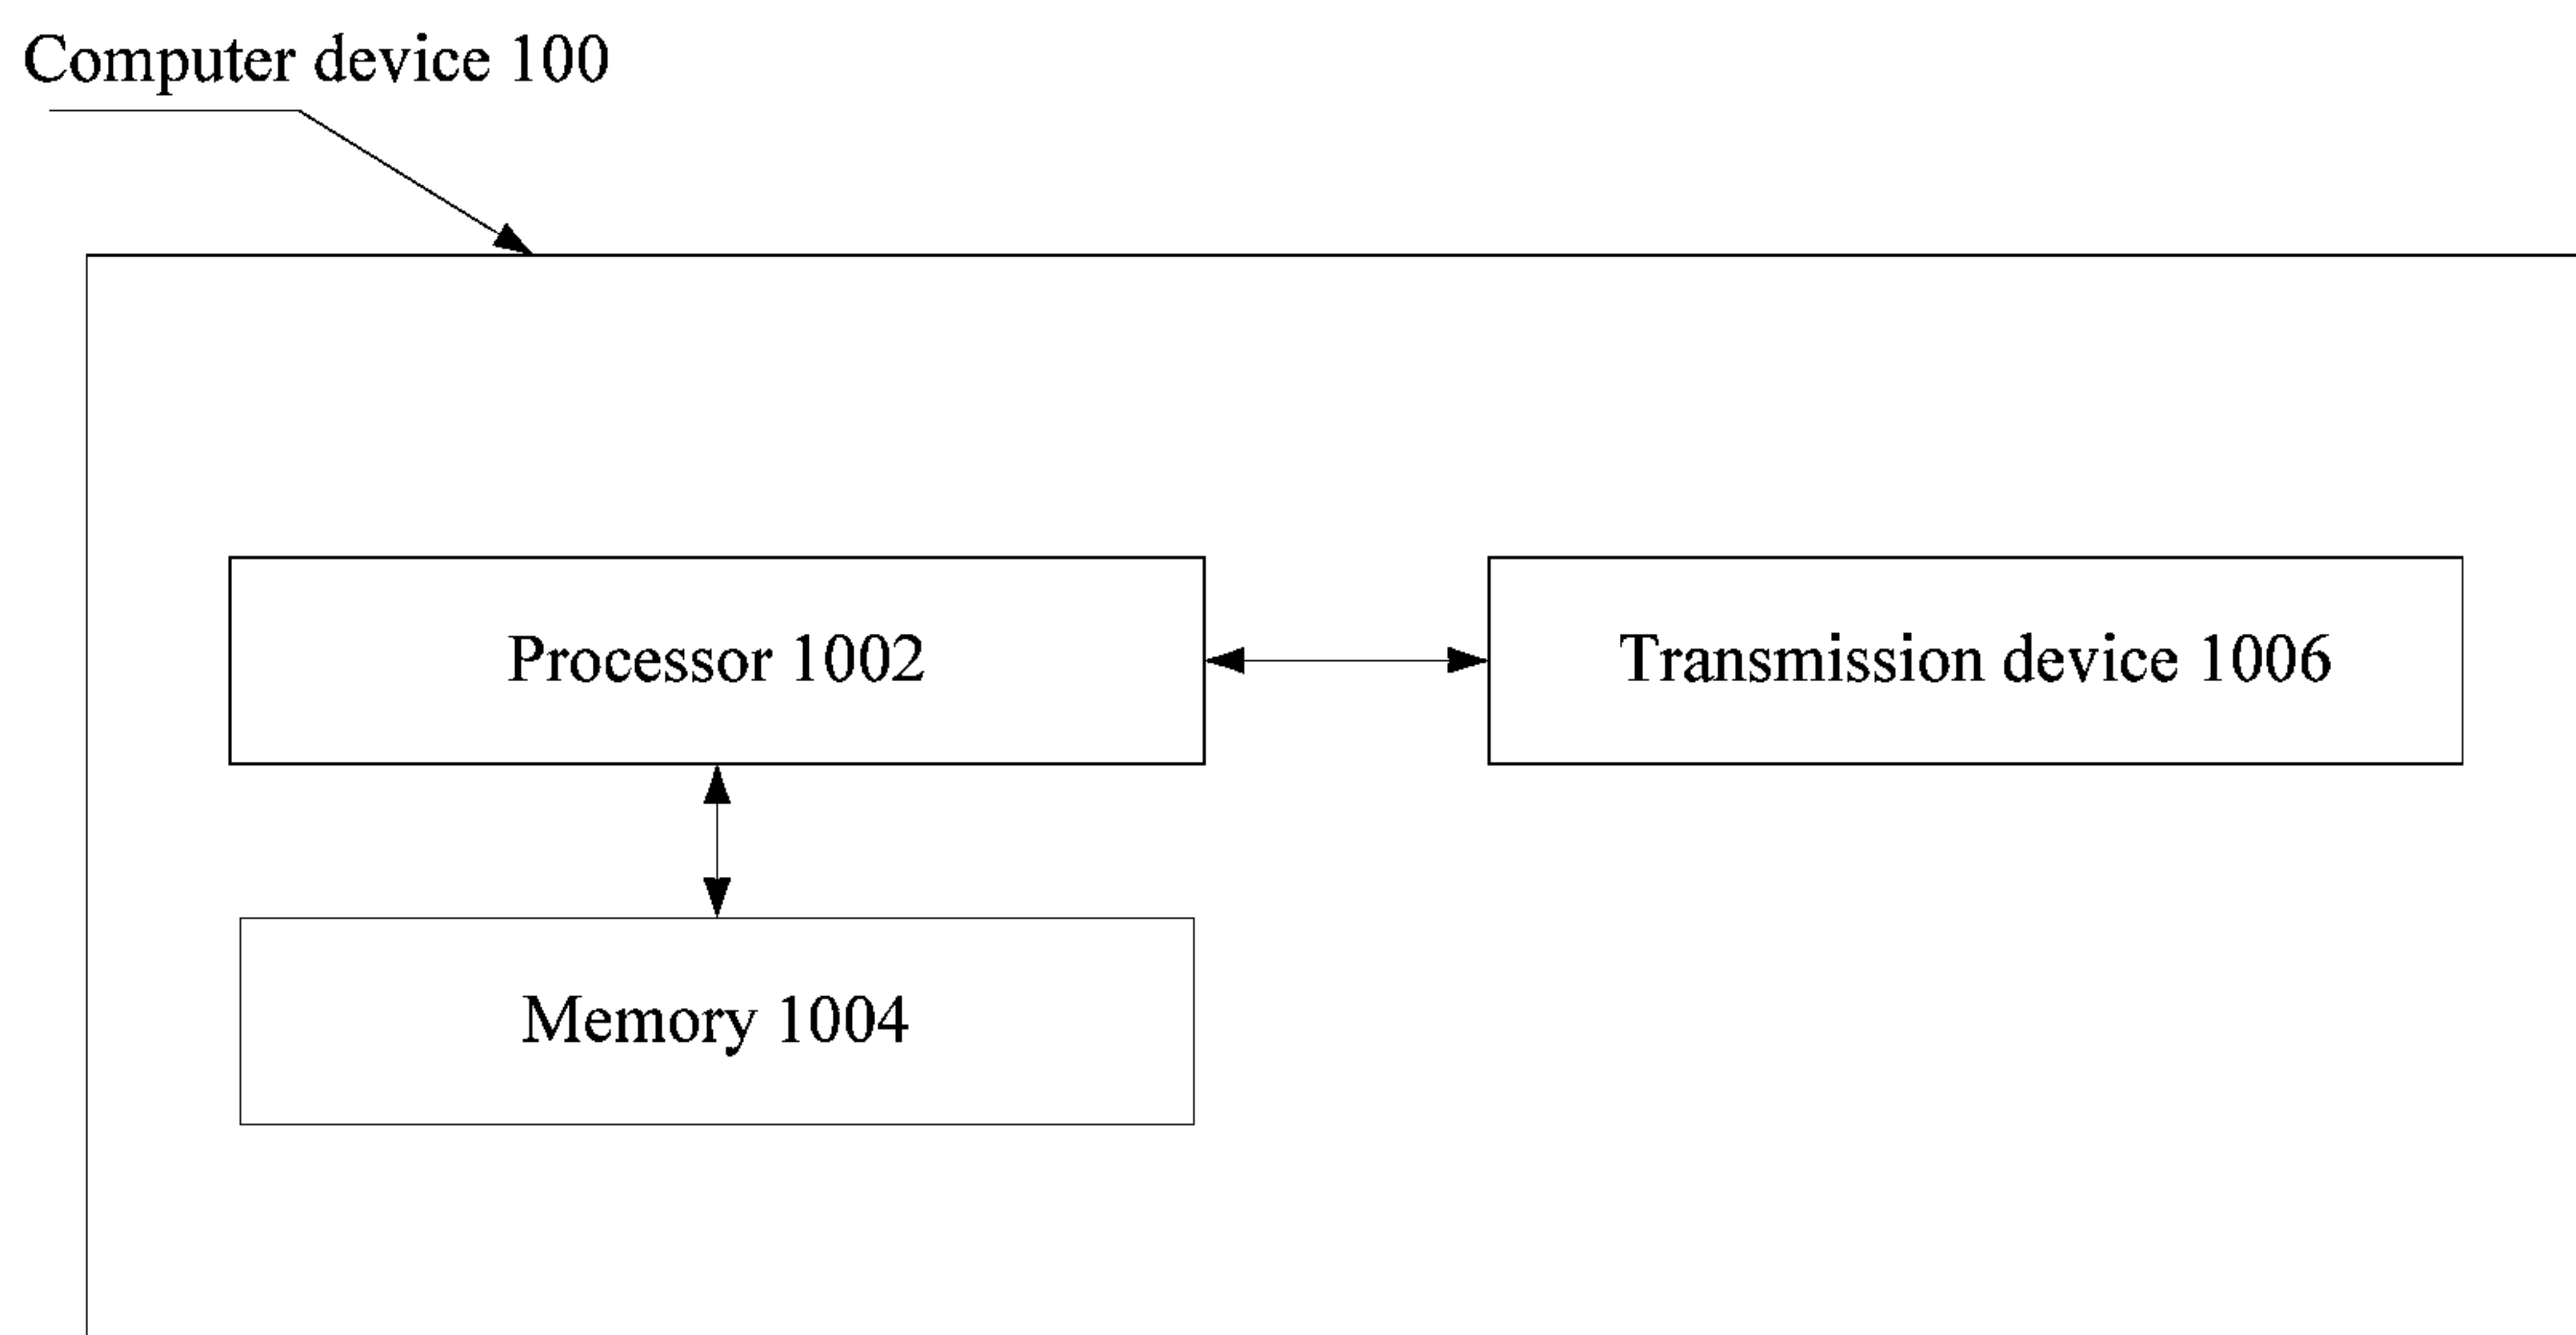 Computer device 100
Processor 1002
Transmission device 1006
Memory 1004